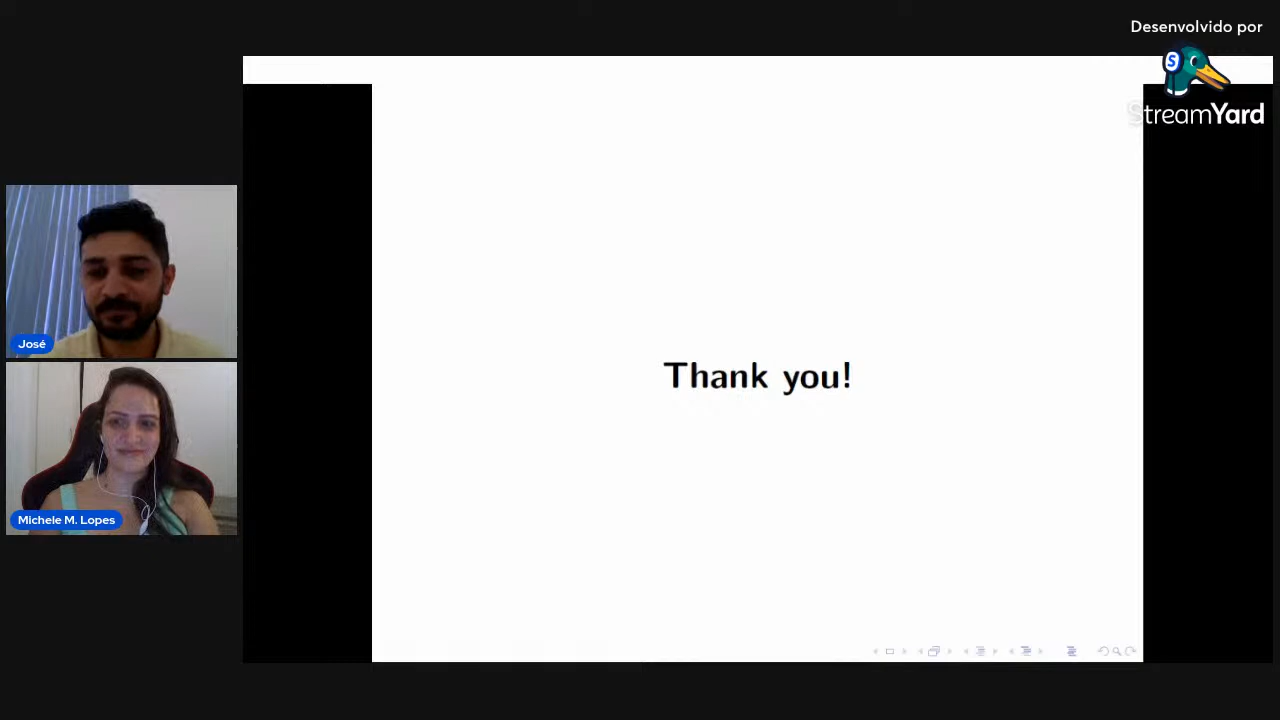 Desenvolvido por
StreamYard
José
Michele M. Lopes
Thank you!